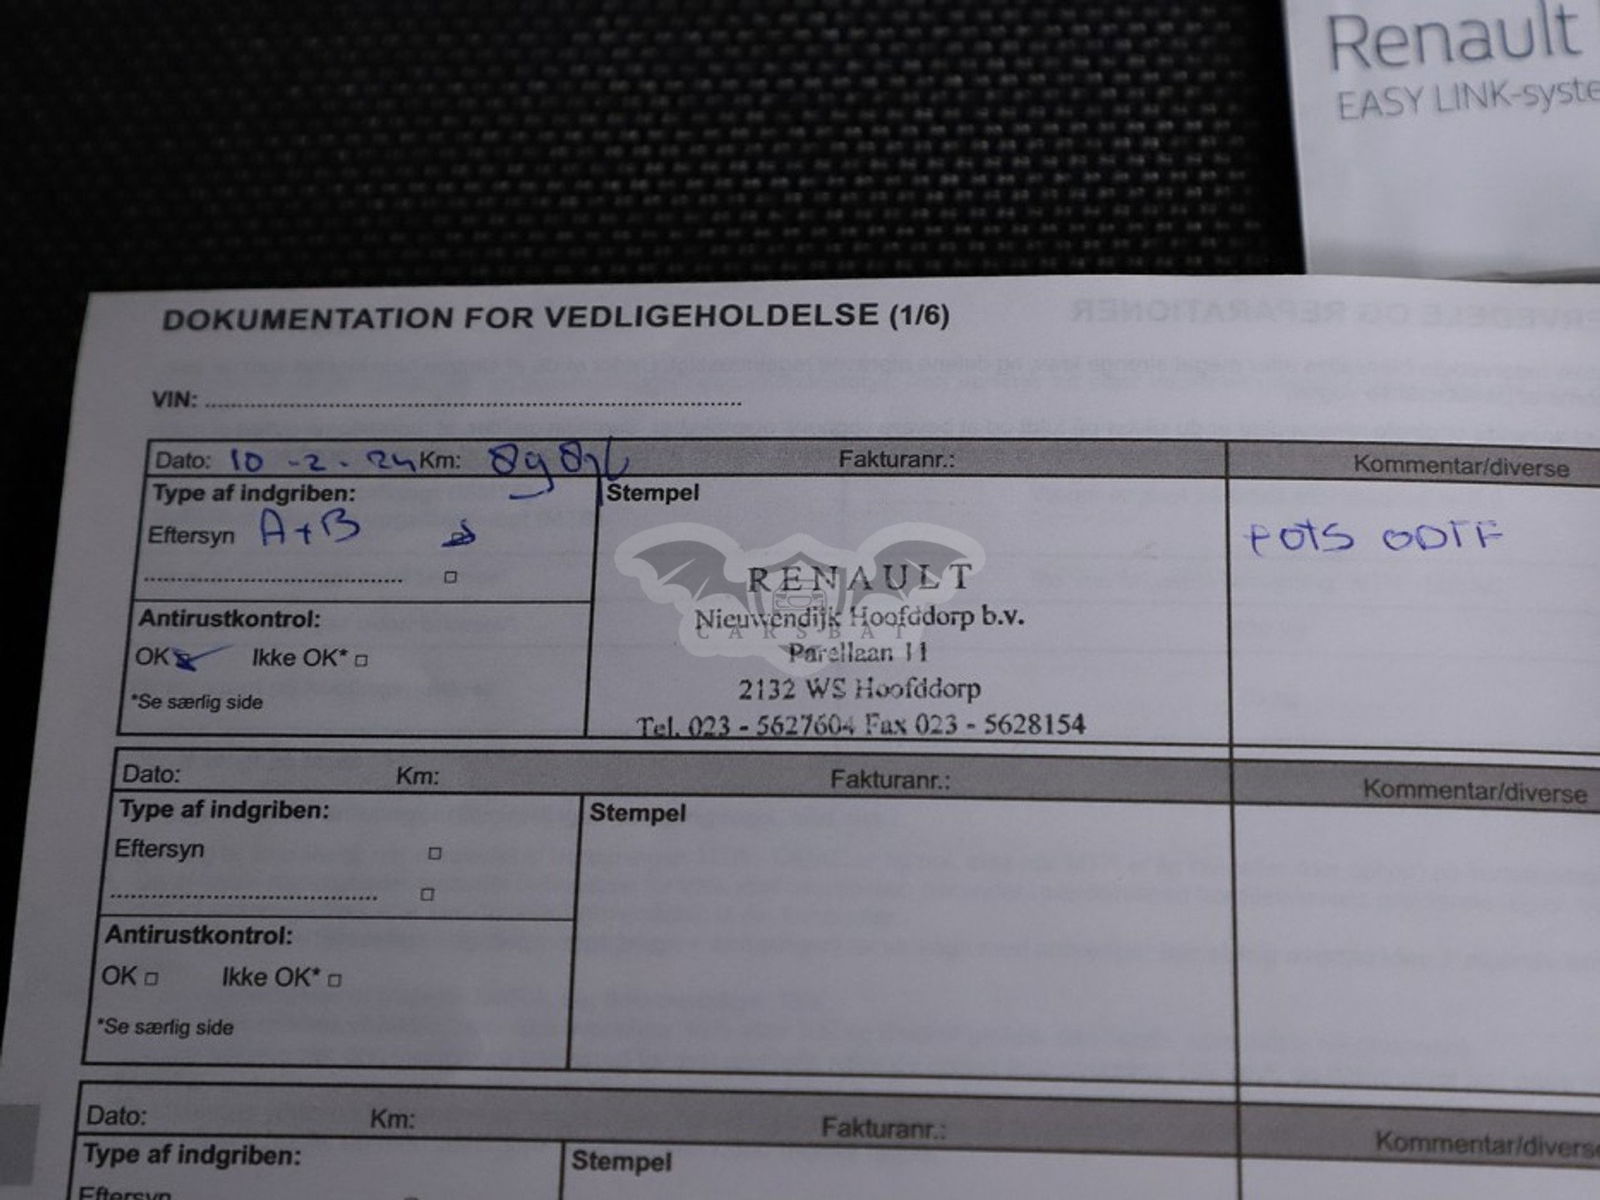 Renault
EASY LINK-syste
DOKUMENTATION FOR VEDLIGEHOLDELSE (1/6)
VIN:
Dato: 10-2-24 Km: Fakturanr.: Kommentar/diverse
Type af indgriben: Stempel
Eftersyn A+B
RENAULT
Nieuwendijk Hoofddorp b.v.
CARSBAT
Parellaan 11
2132 WS Hoofddorp
Tel. 023 - 5627604 Fax 023 - 5628154
Antirustkontrol:
OK Ikke OK*
*Se særlig side
Dato: Km: Fakturanr.: Kommentar/diverse
Type af indgriben: Stempel
Eftersyn
Antirustkontrol:
OK Ikke OK*
*Se særlig side
Dato: Km: Fakturanr.: Kommentar/diverse
Type af indgriben: Stempel
Eftersyn